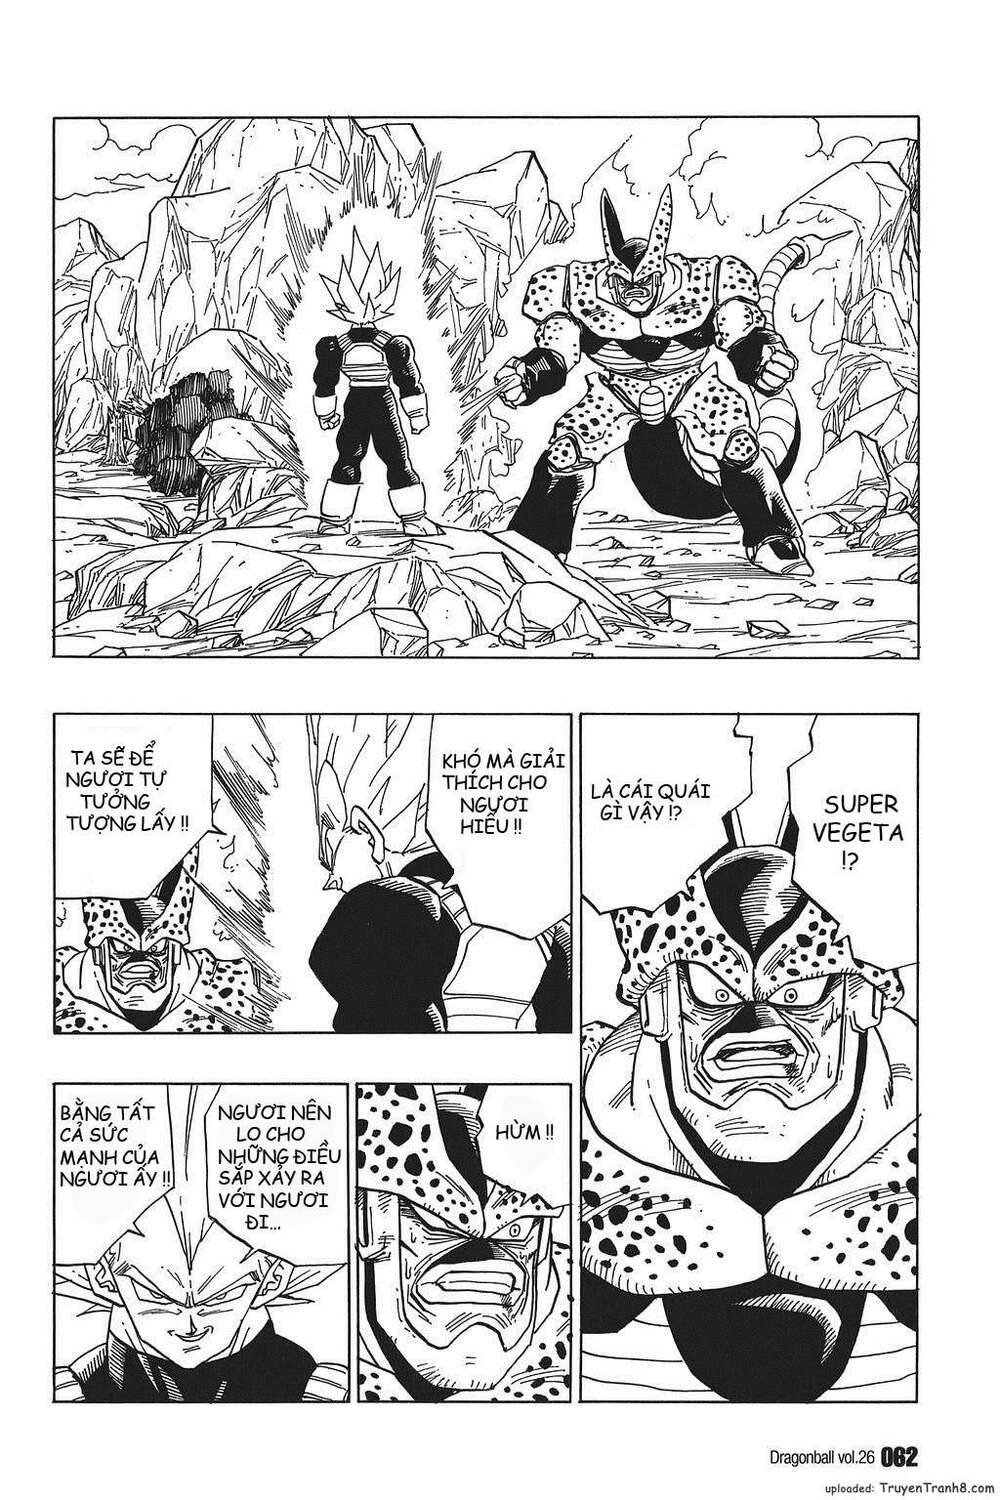 SUPER
VEGETA
!?
LÀ CÁI QUÁI
GÌ VẬY !?
KHÓ MÀ GIẢI
THÍCH CHO
NGƯƠI
HIỂU !!
TA SẼ ĐỂ
NGƯƠI TỰ
TƯỞNG
TƯỢNG LẤY !!
HỪM !!
NGƯƠI NÊN
LO CHO
NHỮNG ĐIỀU
SẮP XẢY RA
VỚI NGƯƠI
ĐI...
BẰNG TẤT
CẢ SỨC
MẠNH CỦA
NGƯƠI ẤY !!
Dragonball vol.26 062
uploaded: TruyenTranh8.com